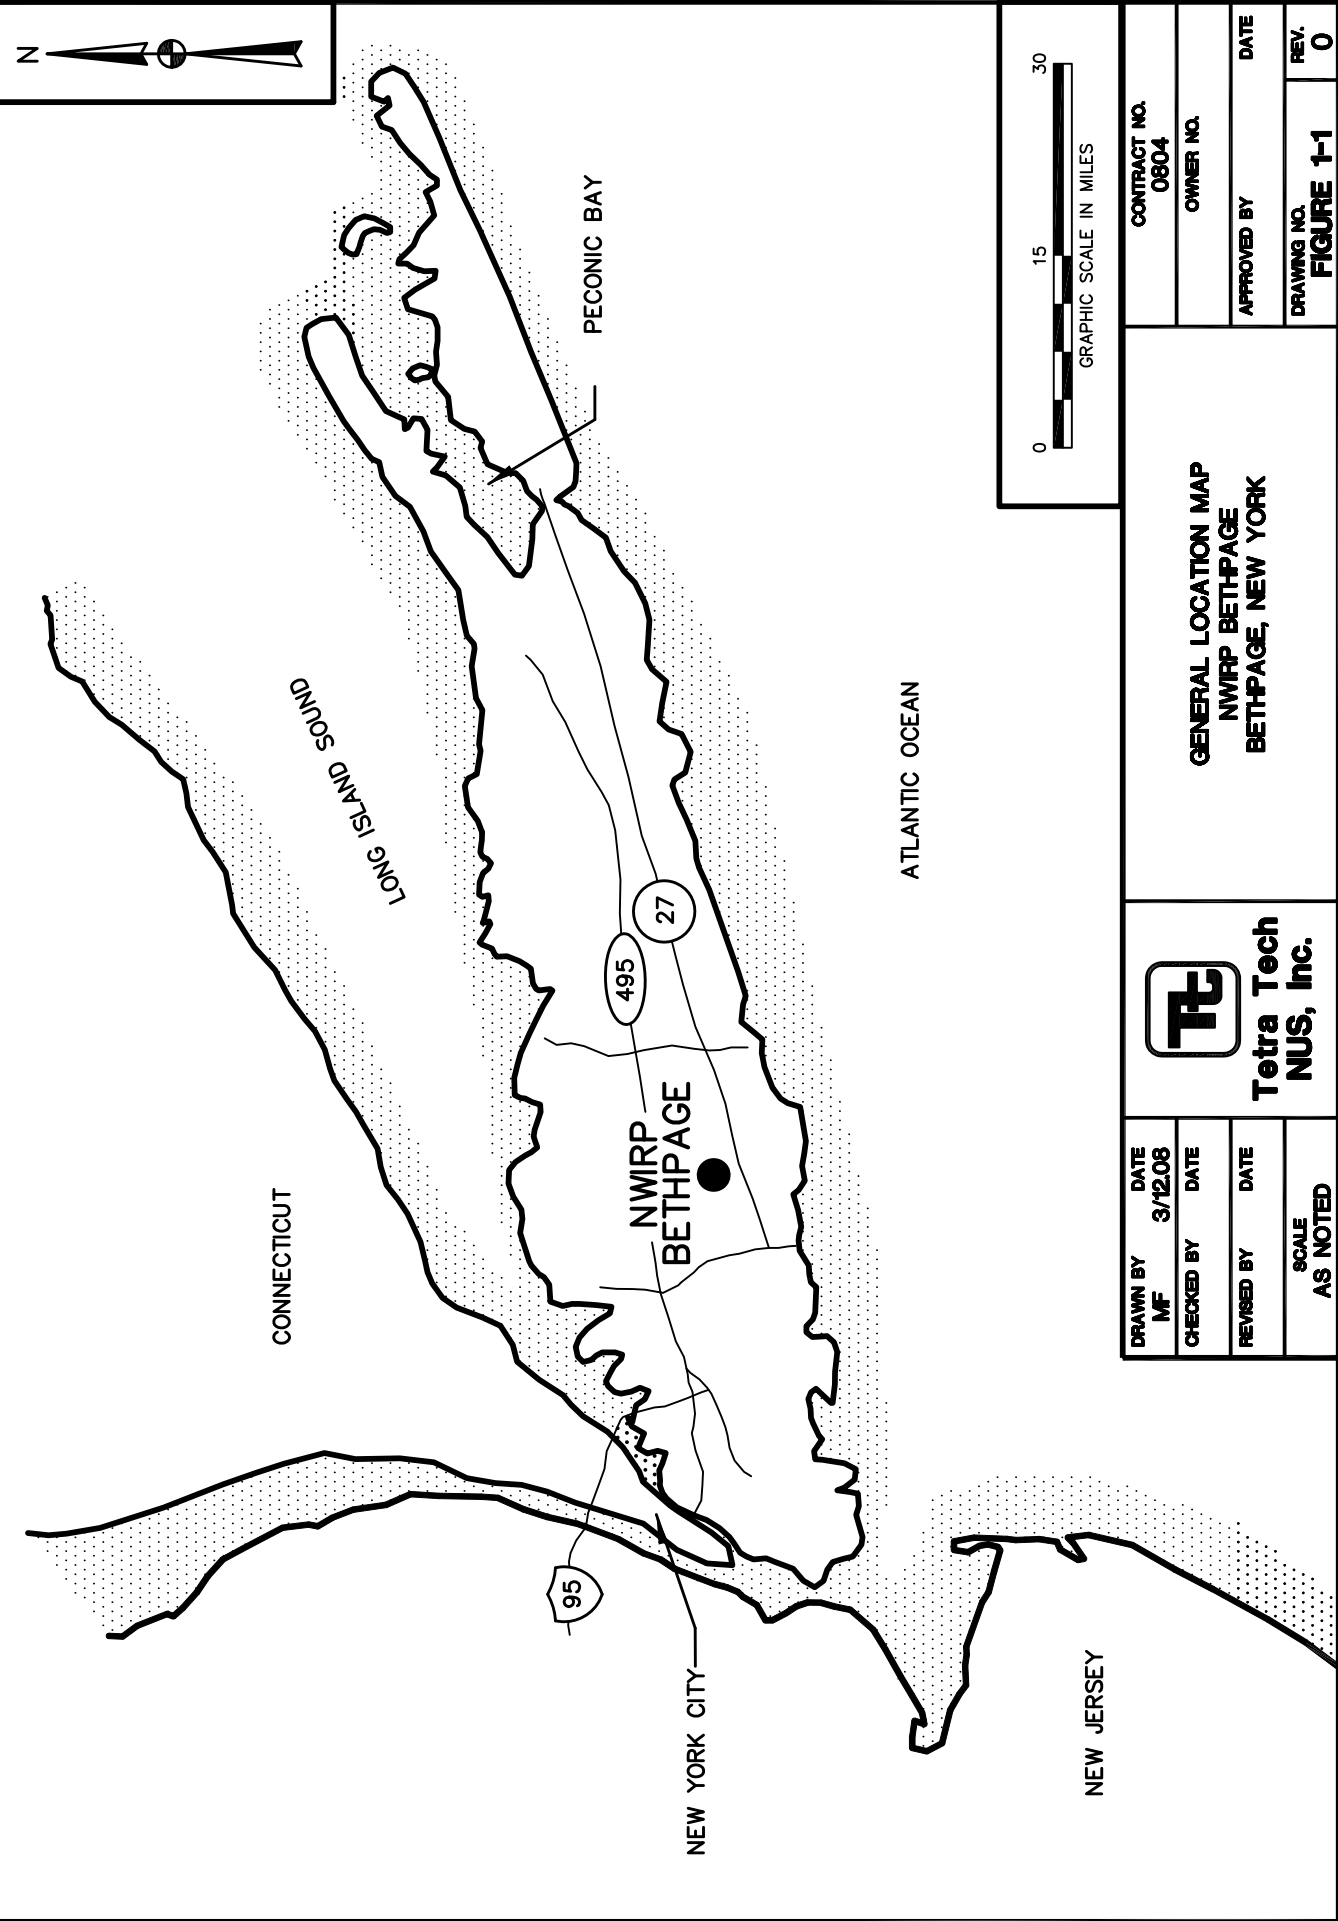 N
CONNECTICUT
LONG ISLAND SOUND
PECONIC BAY
495
27
95
NWIRP
BETHPAGE
NEW YORK CITY
ATLANTIC OCEAN
NEW JERSEY
0 15 30
GRAPHIC SCALE IN MILES
DRAWN BY DATE
MF 3/12.08
CHECKED BY DATE
REVISED BY DATE
SCALE
AS NOTED
Tt
Tetra Tech
NUS, Inc.
GENERAL LOCATION MAP
NWIRP BETHPAGE
BETHPAGE, NEW YORK
CONTRACT NO.
0804
OWNER NO.
APPROVED BY DATE
DRAWING NO.
FIGURE 1-1
REV.
0